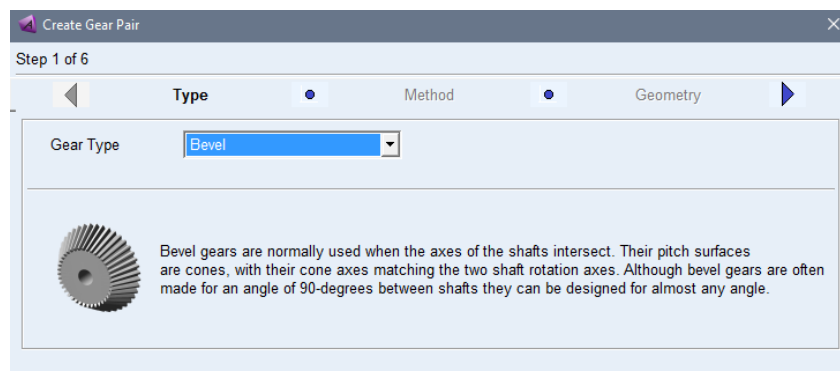 Create Gear Pair
Step 1 of 6
Type Method Geometry
Gear Type Bevel
Bevel gears are normally used when the axes of the shafts intersect. Their pitch surfaces
are cones, with their cone axes matching the two shaft rotation axes. Although bevel gears are often
made for an angle of 90-degrees between shafts they can be designed for almost any angle.